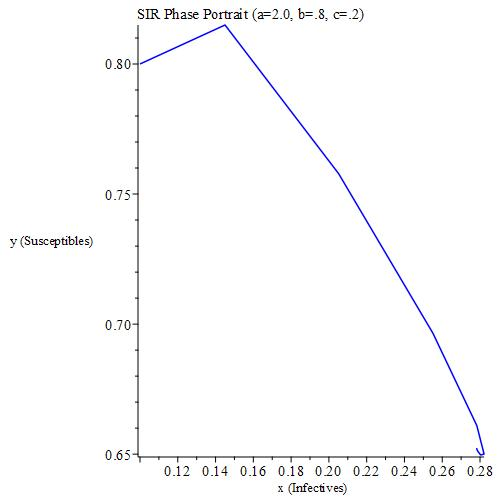 SIR Phase Portrait (a=2.0, b=.8, c=.2)
0.80
0.75
y (Susceptibles)
0.70
0.65
0.12 0.14 0.16 0.18 0.20 0.22 0.24 0.26 0.28
x (Infectives)